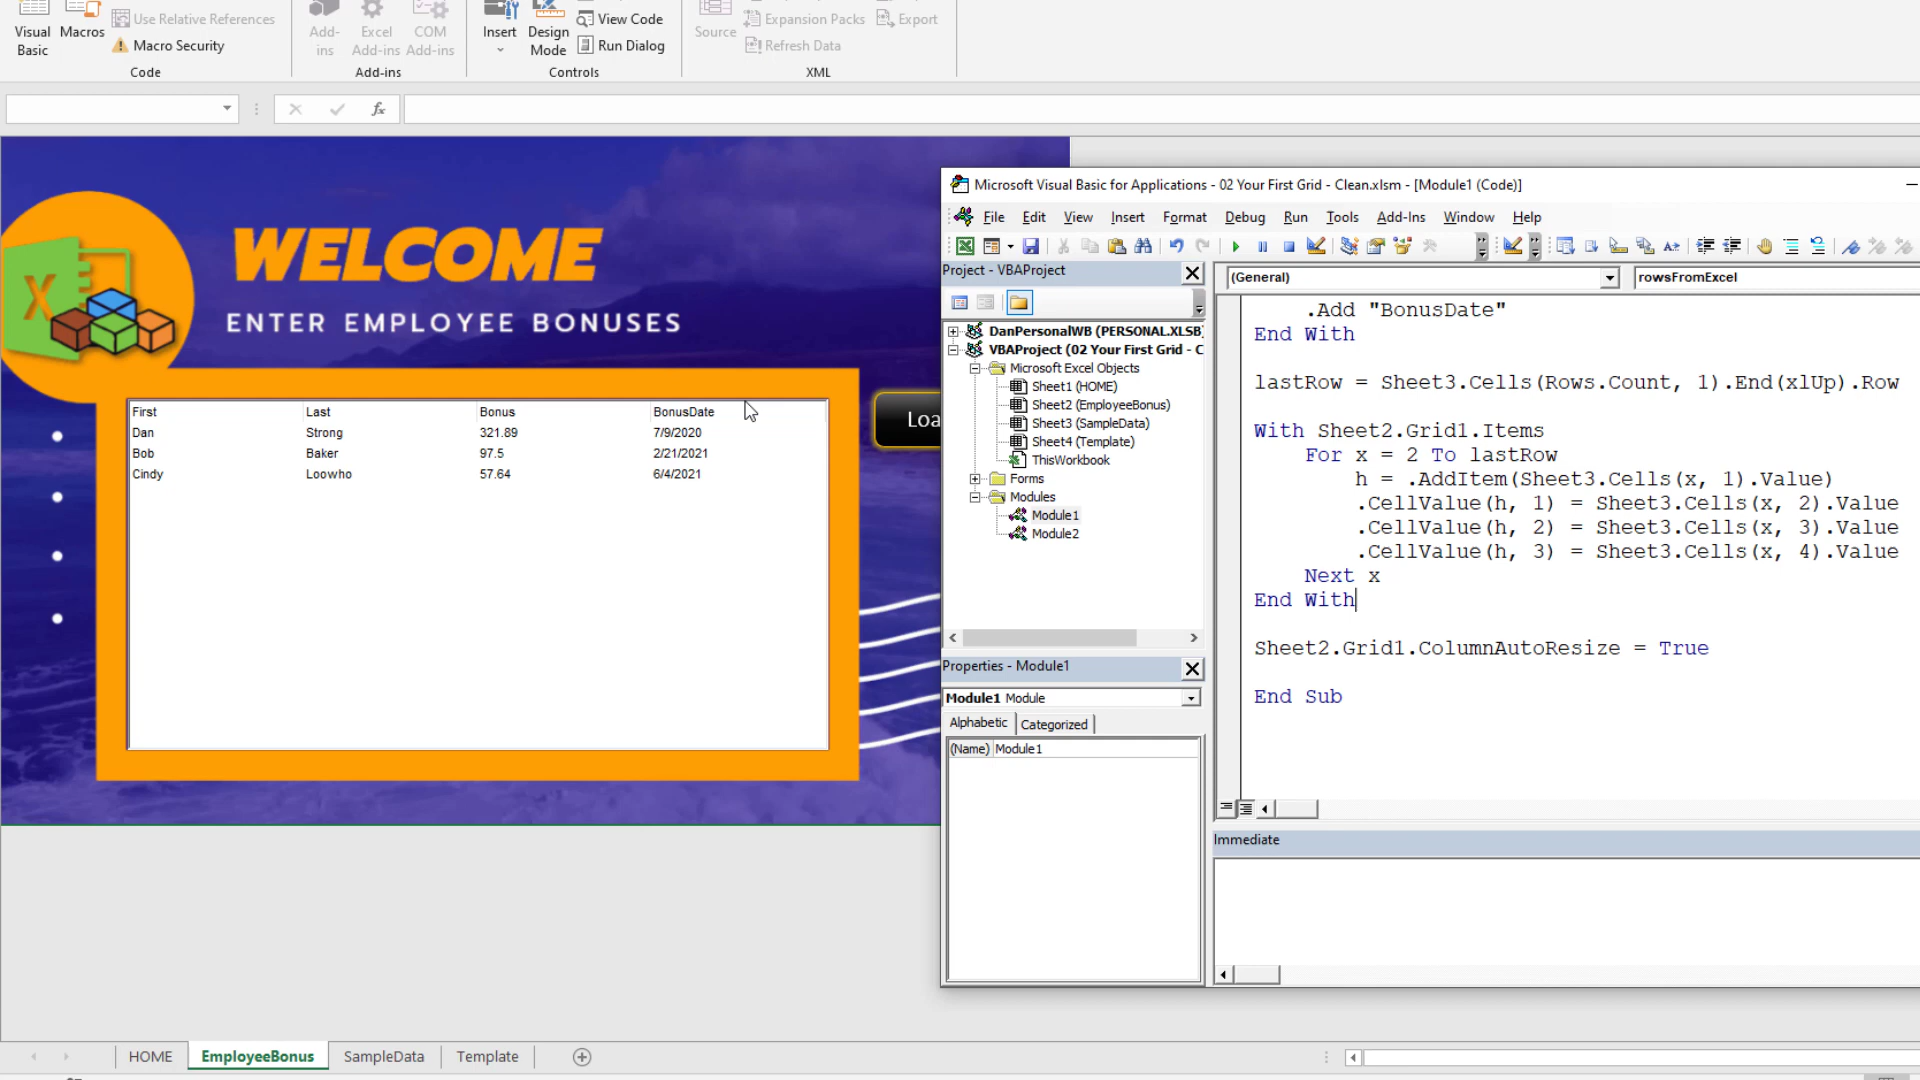 Visual Basic
Macros
Use Relative References
Macro Security
Code
Add-ins
Excel Add-ins
COM Add-ins
Add-ins
Insert
Design Mode
View Code
Run Dialog
Controls
Source
Expansion Packs
Refresh Data
Export
XML
fx
WELCOME
ENTER EMPLOYEE BONUSES
First Last Bonus BonusDate
Dan Strong 321.89 7/9/2020
Bob Baker 97.5 2/21/2021
Cindy Loowho 57.64 6/4/2021
Loa
Microsoft Visual Basic for Applications - 02 Your First Grid - Clean.xlsm - [Module1 (Code)]
File Edit View Insert Format Debug Run Tools Add-Ins Window Help
Project - VBAProject
DanPersonalWB (PERSONAL.XLSB)
VBAProject (02 Your First Grid - C
Microsoft Excel Objects
Sheet1 (HOME)
Sheet2 (EmployeeBonus)
Sheet3 (SampleData)
Sheet4 (Template)
ThisWorkbook
Forms
Modules
Module1
Module2
Properties - Module1
Module1 Module
Alphabetic Categorized
(Name) Module1
(General) rowsFromExcel
.Add "BonusDate"
End With
lastRow = Sheet3.Cells(Rows.Count, 1).End(xlUp).Row
With Sheet2.Grid1.Items
For x = 2 To lastRow
h = .AddItem(Sheet3.Cells(x, 1).Value)
.CellValue(h, 1) = Sheet3.Cells(x, 2).Value
.CellValue(h, 2) = Sheet3.Cells(x, 3).Value
.CellValue(h, 3) = Sheet3.Cells(x, 4).Value
Next x
End With
Sheet2.Grid1.ColumnAutoResize = True
End Sub
Immediate
HOME EmployeeBonus SampleData Template